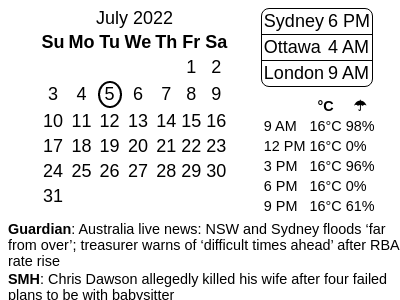 July 2022
Su Mo Tu We Th Fr Sa
1 2
3 4 5 6 7 8 9
10 11 12 13 14 15 16
17 18 19 20 21 22 23
24 25 26 27 28 29 30
31
Sydney 6 PM
Ottawa 4 AM
London 9 AM
°C ☂
9 AM 16°C 98%
12 PM 16°C 0%
3 PM 16°C 96%
6 PM 16°C 0%
9 PM 16°C 61%
Guardian: Australia live news: NSW and Sydney floods ‘far
from over’; treasurer warns of ‘difficult times ahead’ after RBA
rate rise
SMH: Chris Dawson allegedly killed his wife after four failed
plans to be with babysitter